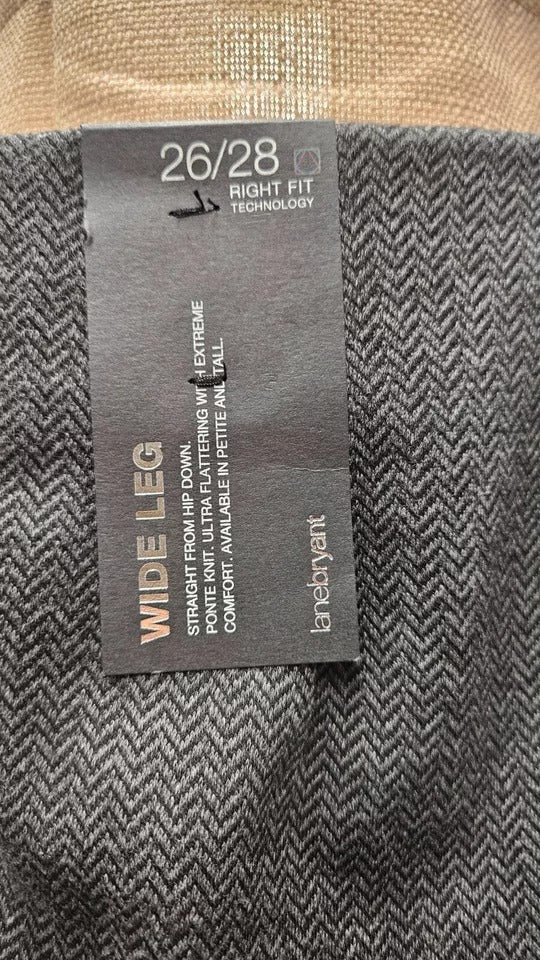 26/28
RIGHT FIT
TECHNOLOGY
WIDE LEG
STRAIGHT FROM HIP DOWN.
PONTE KNIT. ULTRA FLATTERING WITH EXTREME
COMFORT. AVAILABLE IN PETITE AND TALL.
lanebryant